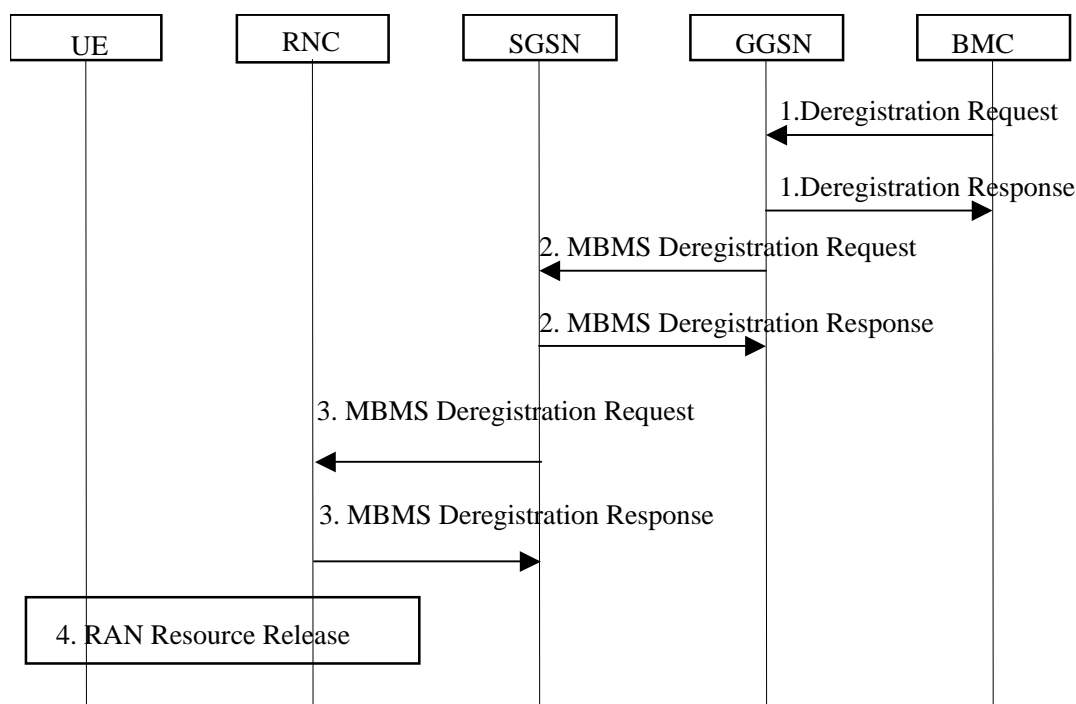 UE
RNC
SGSN
GGSN
BMC
1.Deregistration Request
1.Deregistration Response
2. MBMS Deregistration Request
2. MBMS Deregistration Response
3. MBMS Deregistration Request
3. MBMS Deregistration Response
4. RAN Resource Release